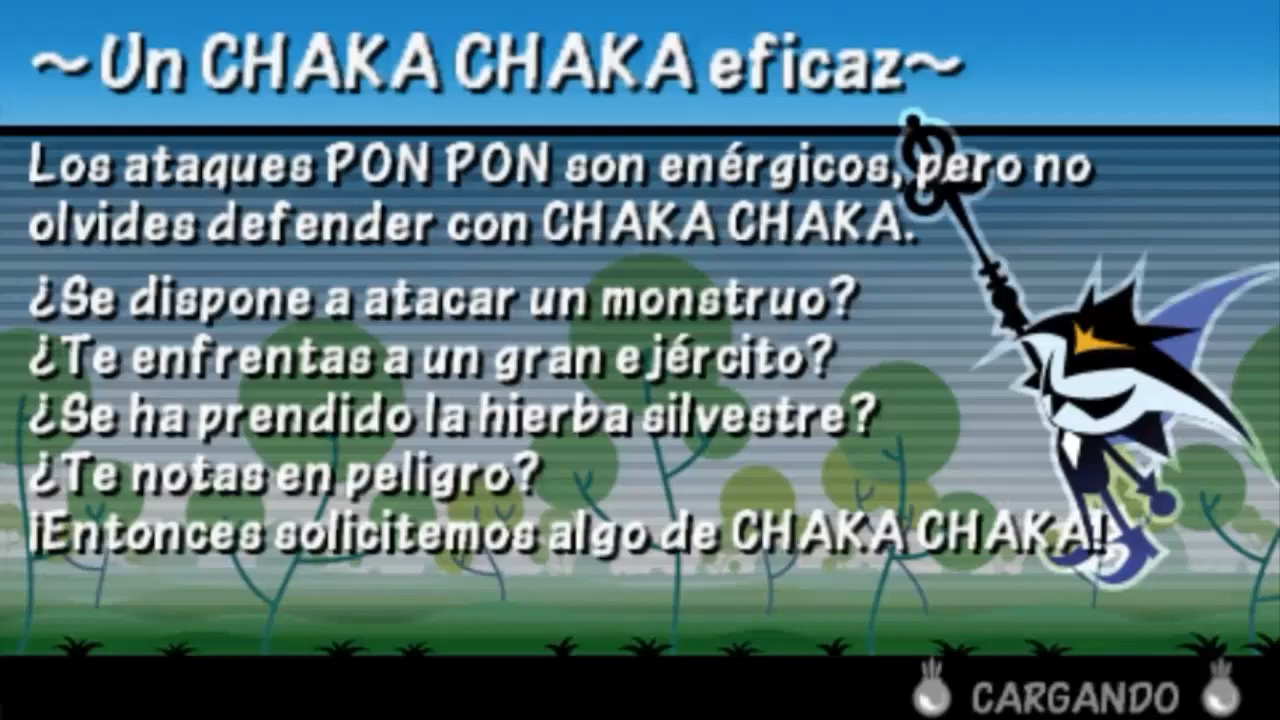 ~Un CHAKA CHAKA eficaz~
Los ataques PON PON son enérgicos, pero no
olvides defender con CHAKA CHAKA.
¿Se dispone a atacar un monstruo?
¿Te enfrentas a un gran ejército?
¿Se ha prendido la hierba silvestre?
¿Te notas en peligro?
¡Entonces solicitemos algo de CHAKA CHAKA!
CARGANDO